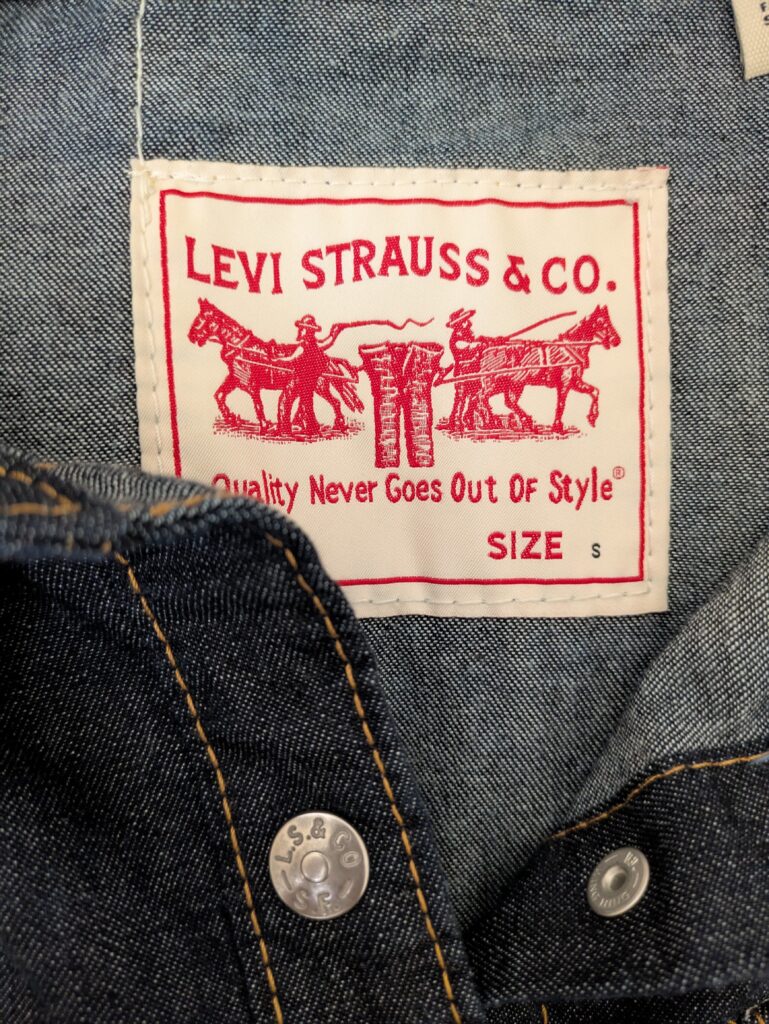 LEVI STRAUSS & CO.
Quality Never Goes Out Of Style®
SIZE S
L.S.&CO
S.F.